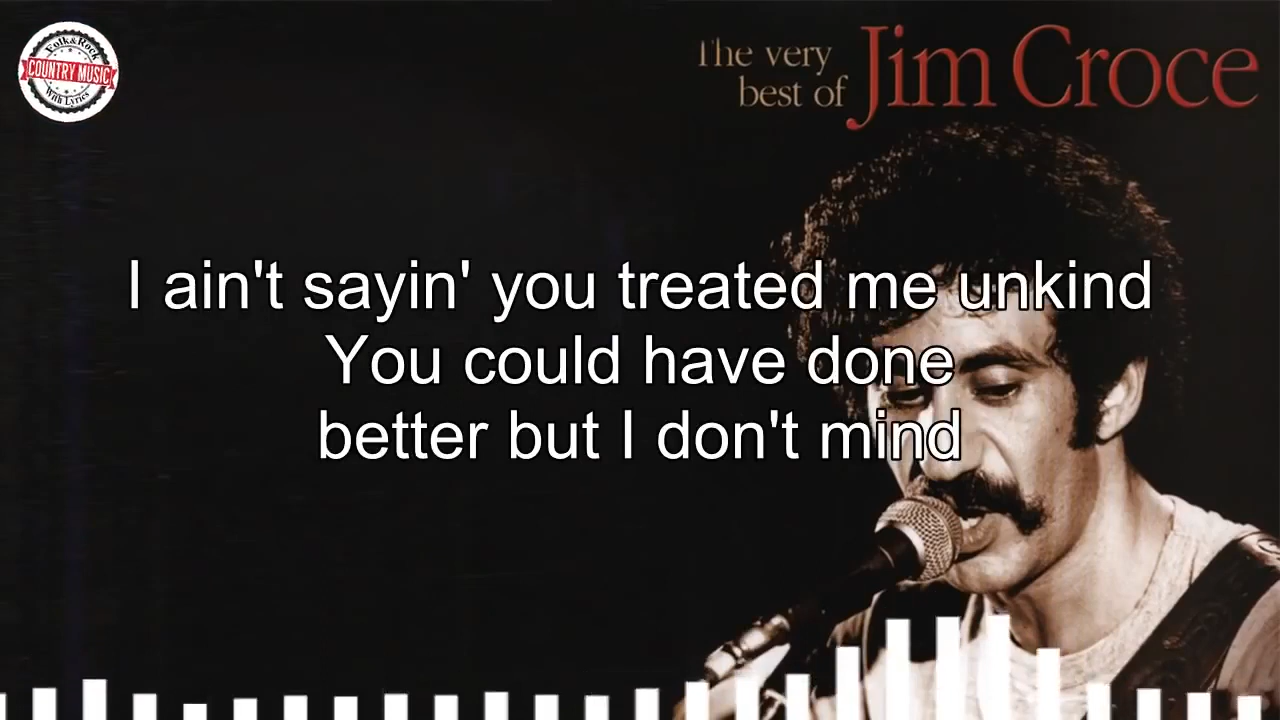 Folk&Rock
COUNTRY MUSIC
With Lyrics
The very
best of
Jim Croce
I ain't sayin' you treated me unkind
You could have done
better but I don't mind